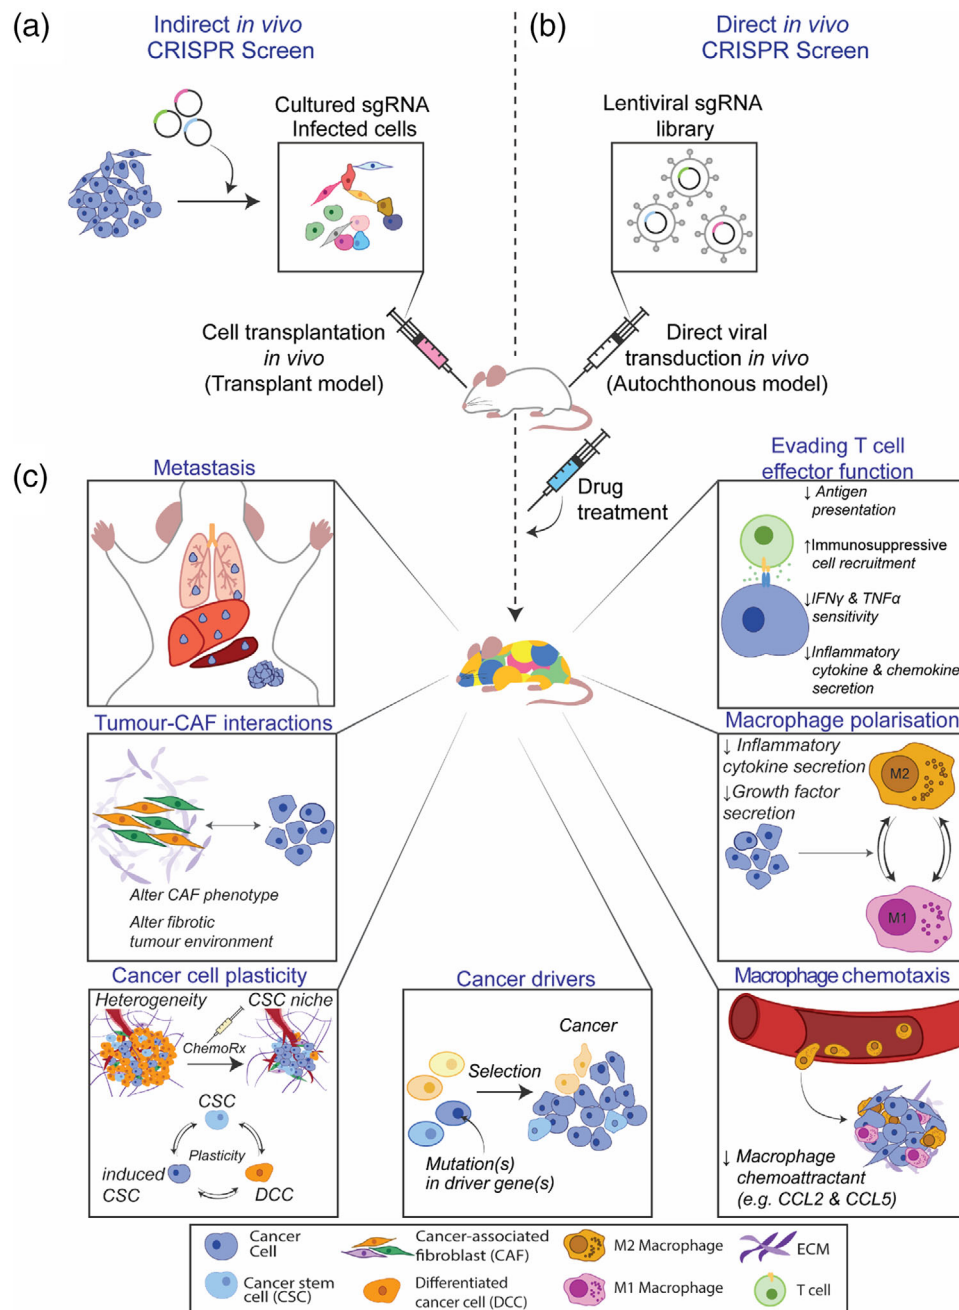 (a)
Indirect in vivo
CRISPR Screen
Cultured sgRNA
Infected cells
Cell transplantation
in vivo
(Transplant model)
(b)
Direct in vivo
CRISPR Screen
Lentiviral sgRNA
library
Direct viral
transduction in vivo
(Autochthonous model)
Drug
treatment
(c)
Metastasis
Evading T cell
effector function
↓ Antigen
presentation
↑Immunosuppressive
cell recruitment
↓IFNγ & TNFα
sensitivity
↓Inflammatory
cytokine & chemokine
secretion
Tumour-CAF interactions
Alter CAF phenotype
Alter fibrotic
tumour environment
Macrophage polarisation
↓ Inflammatory
cytokine secretion
↓Growth factor
secretion
M2
M1
Cancer cell plasticity
Heterogeneity
CSC niche
ChemoRx
CSC
Plasticity
induced
CSC
DCC
Cancer drivers
Cancer
Selection
Mutation(s)
in driver gene(s)
Macrophage chemotaxis
↓ Macrophage
chemoattractant
(e.g. CCL2 & CCL5)
Cancer
Cell
Cancer-associated
fibroblast (CAF)
M2 Macrophage
ECM
Cancer stem
cell (CSC)
Differentiated
cancer cell (DCC)
M1 Macrophage
T cell